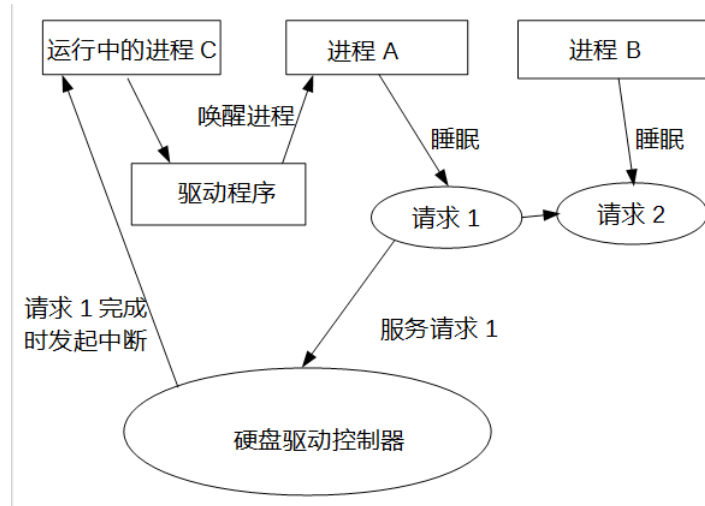 运行中的进程 C
进程 A
进程 B
唤醒进程
睡眠
睡眠
驱动程序
请求 1
请求 2
请求 1 完成
时发起中断
服务请求 1
硬盘驱动控制器